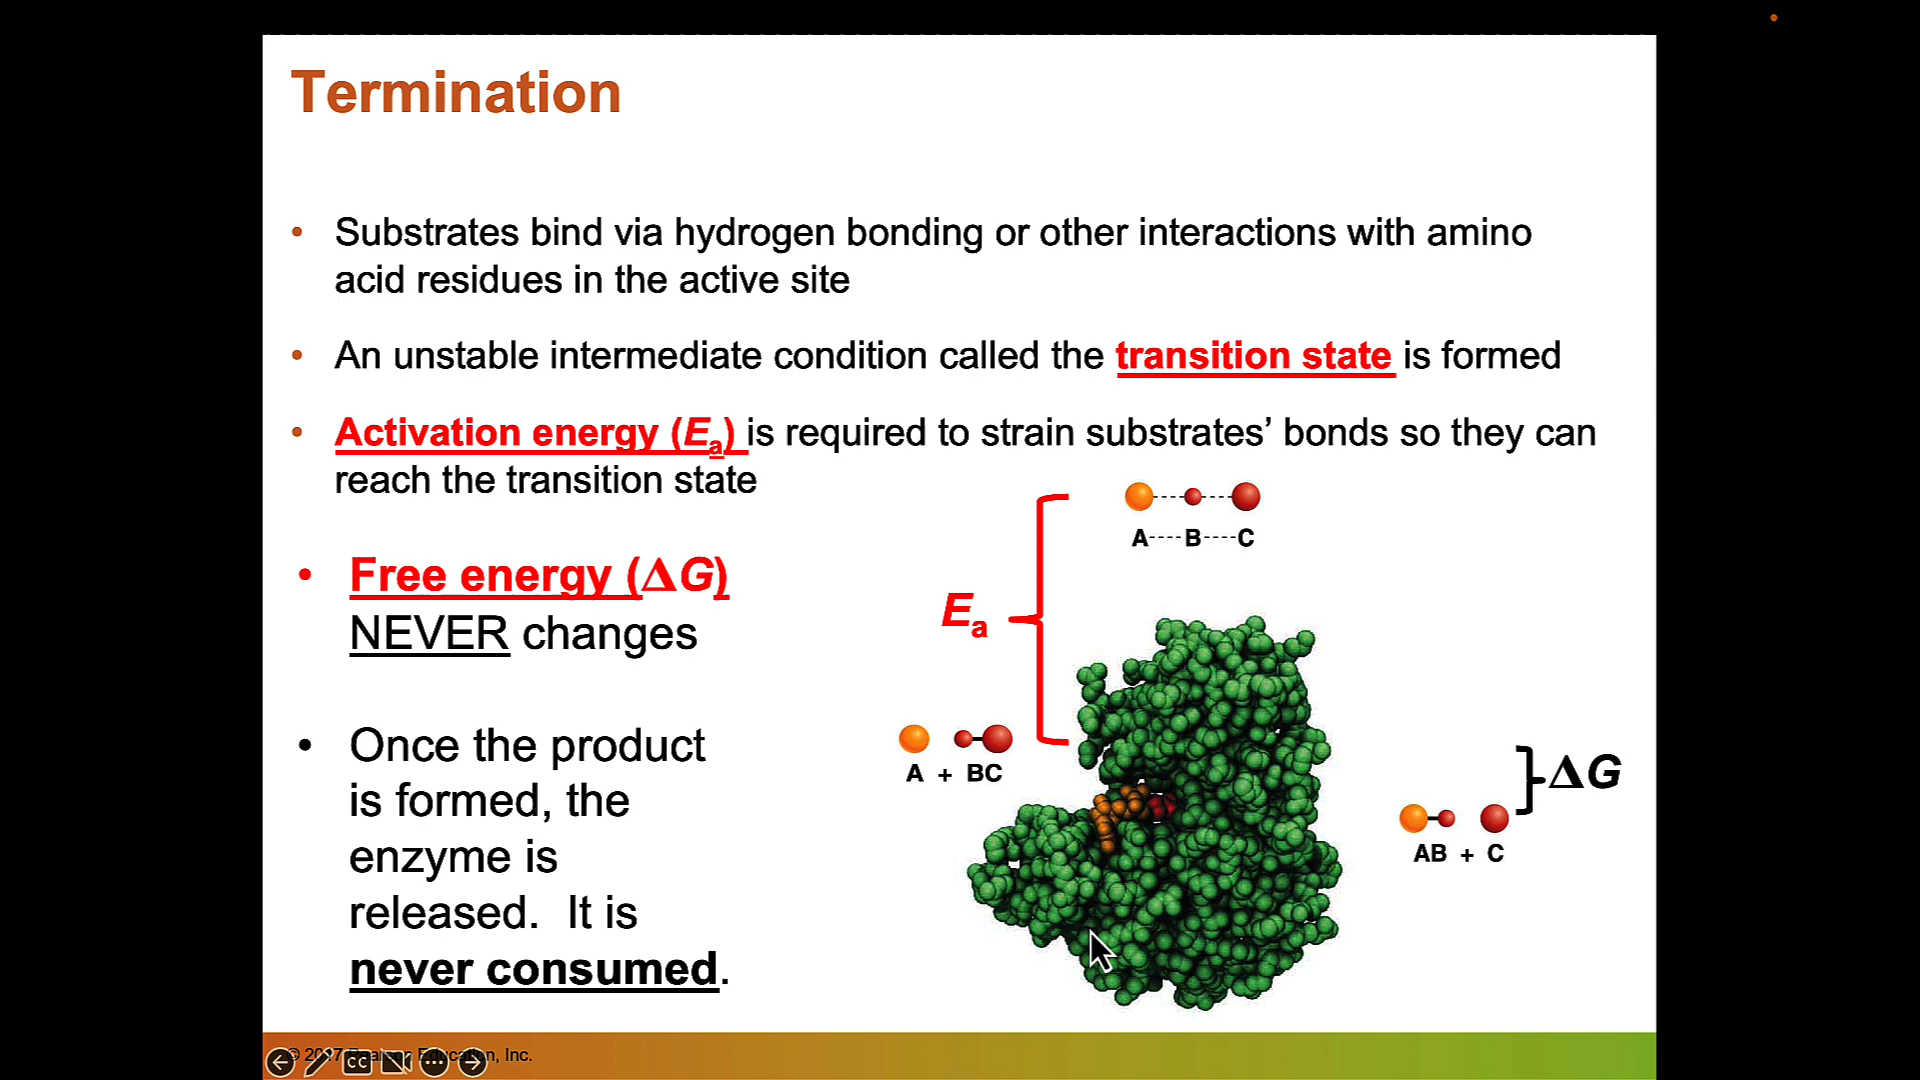 Termination
• Substrates bind via hydrogen bonding or other interactions with amino
acid residues in the active site
• An unstable intermediate condition called the transition state is formed
• Activation energy (Ea) is required to strain substrates’ bonds so they can
reach the transition state
• Free energy (ΔG)
NEVER changes
• Once the product
is formed, the
enzyme is
released. It is
never consumed.
A----B----C
Ea
A + BC
ΔG
AB + C
Education, Inc.
CC